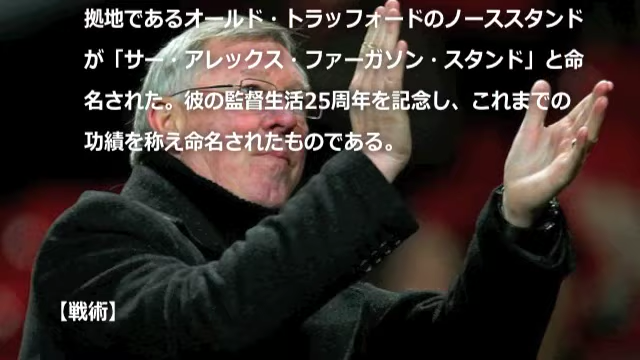 拠地であるオールド・トラッフォードのノーススタンド
が「サー・アレックス・ファーガソン・スタンド」と命
名された。彼の監督生活25周年を記念し、これまでの
功績を称え命名されたものである。
【戦術】